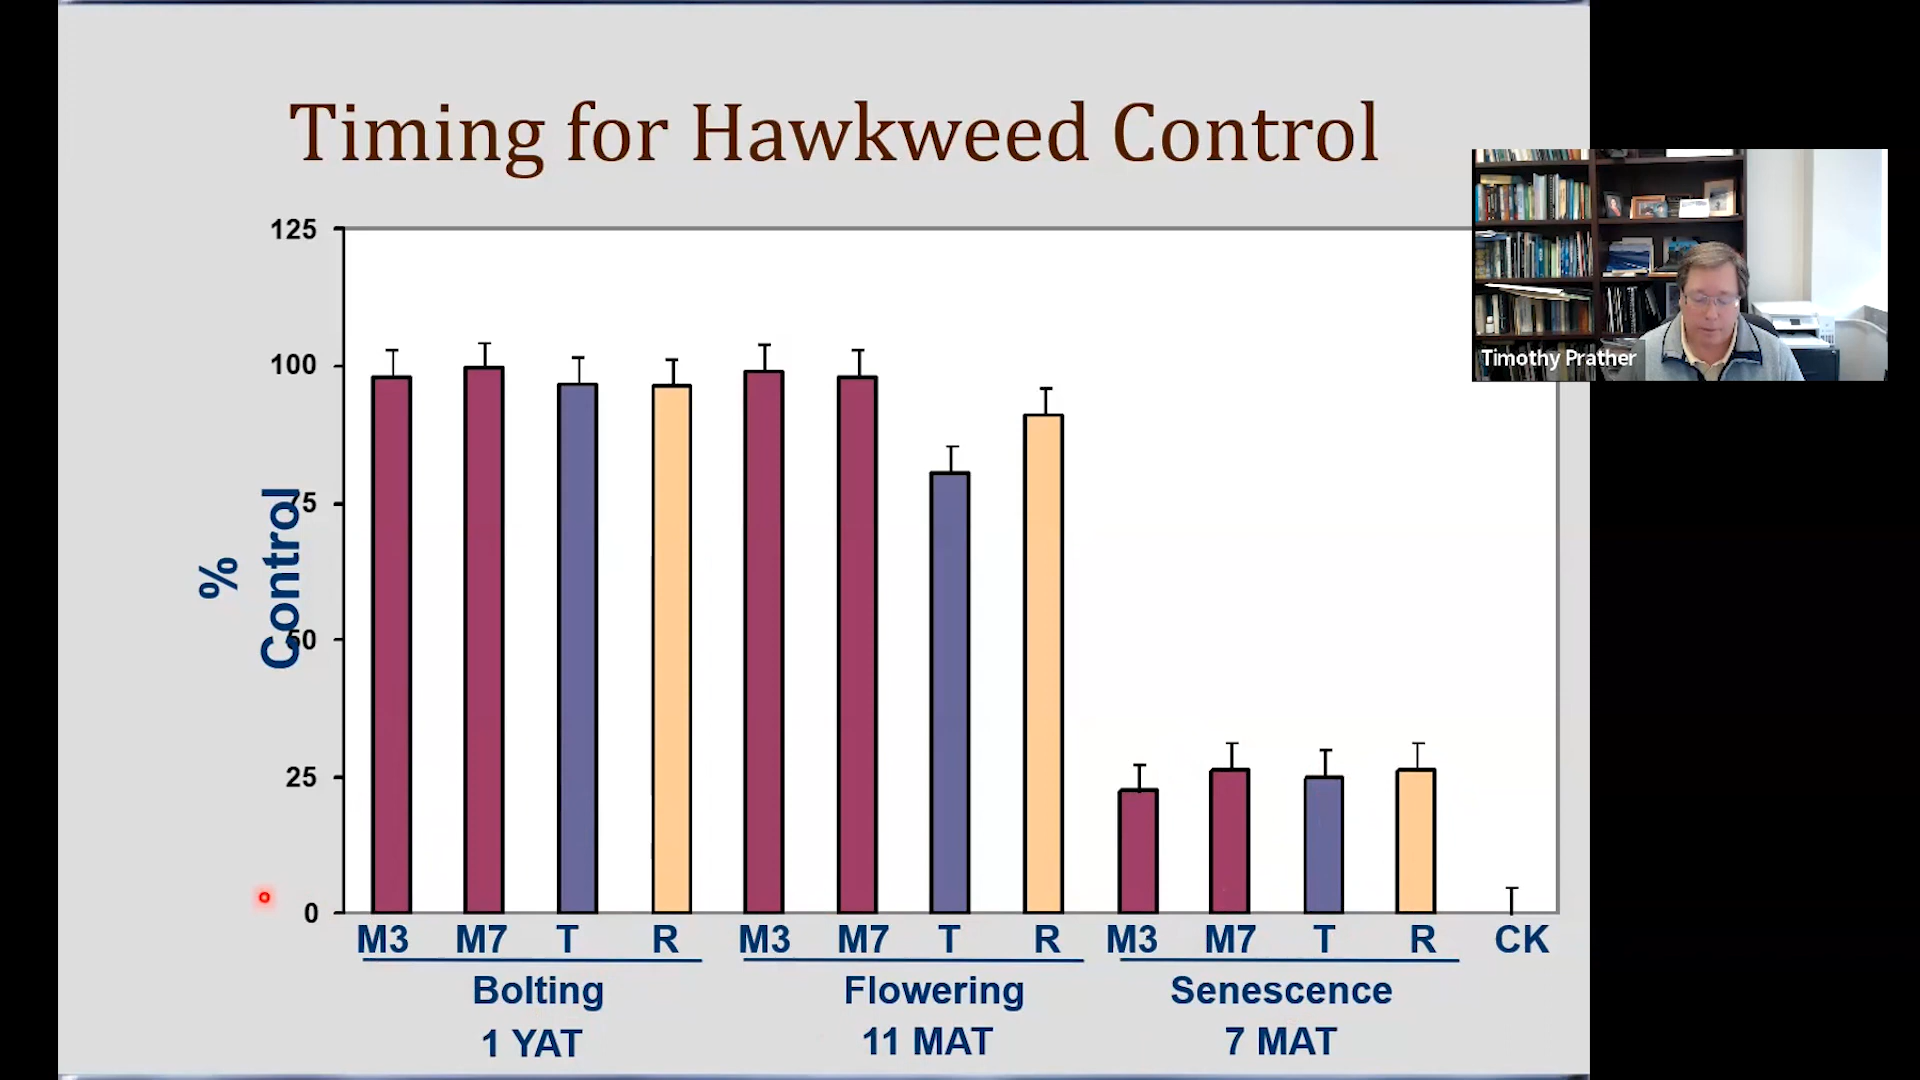 Timing for Hawkweed Control
125
100
75
50
25
0
% Control
M3 M7 T R M3 M7 T R M3 M7 T R CK
Bolting Flowering Senescence
1 YAT 11 MAT 7 MAT
Timothy Prather